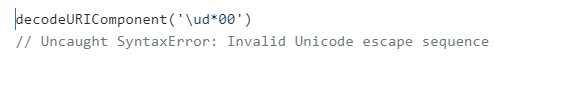 decodeURIComponent('\ud*00')
// Uncaught SyntaxError: Invalid Unicode escape sequence